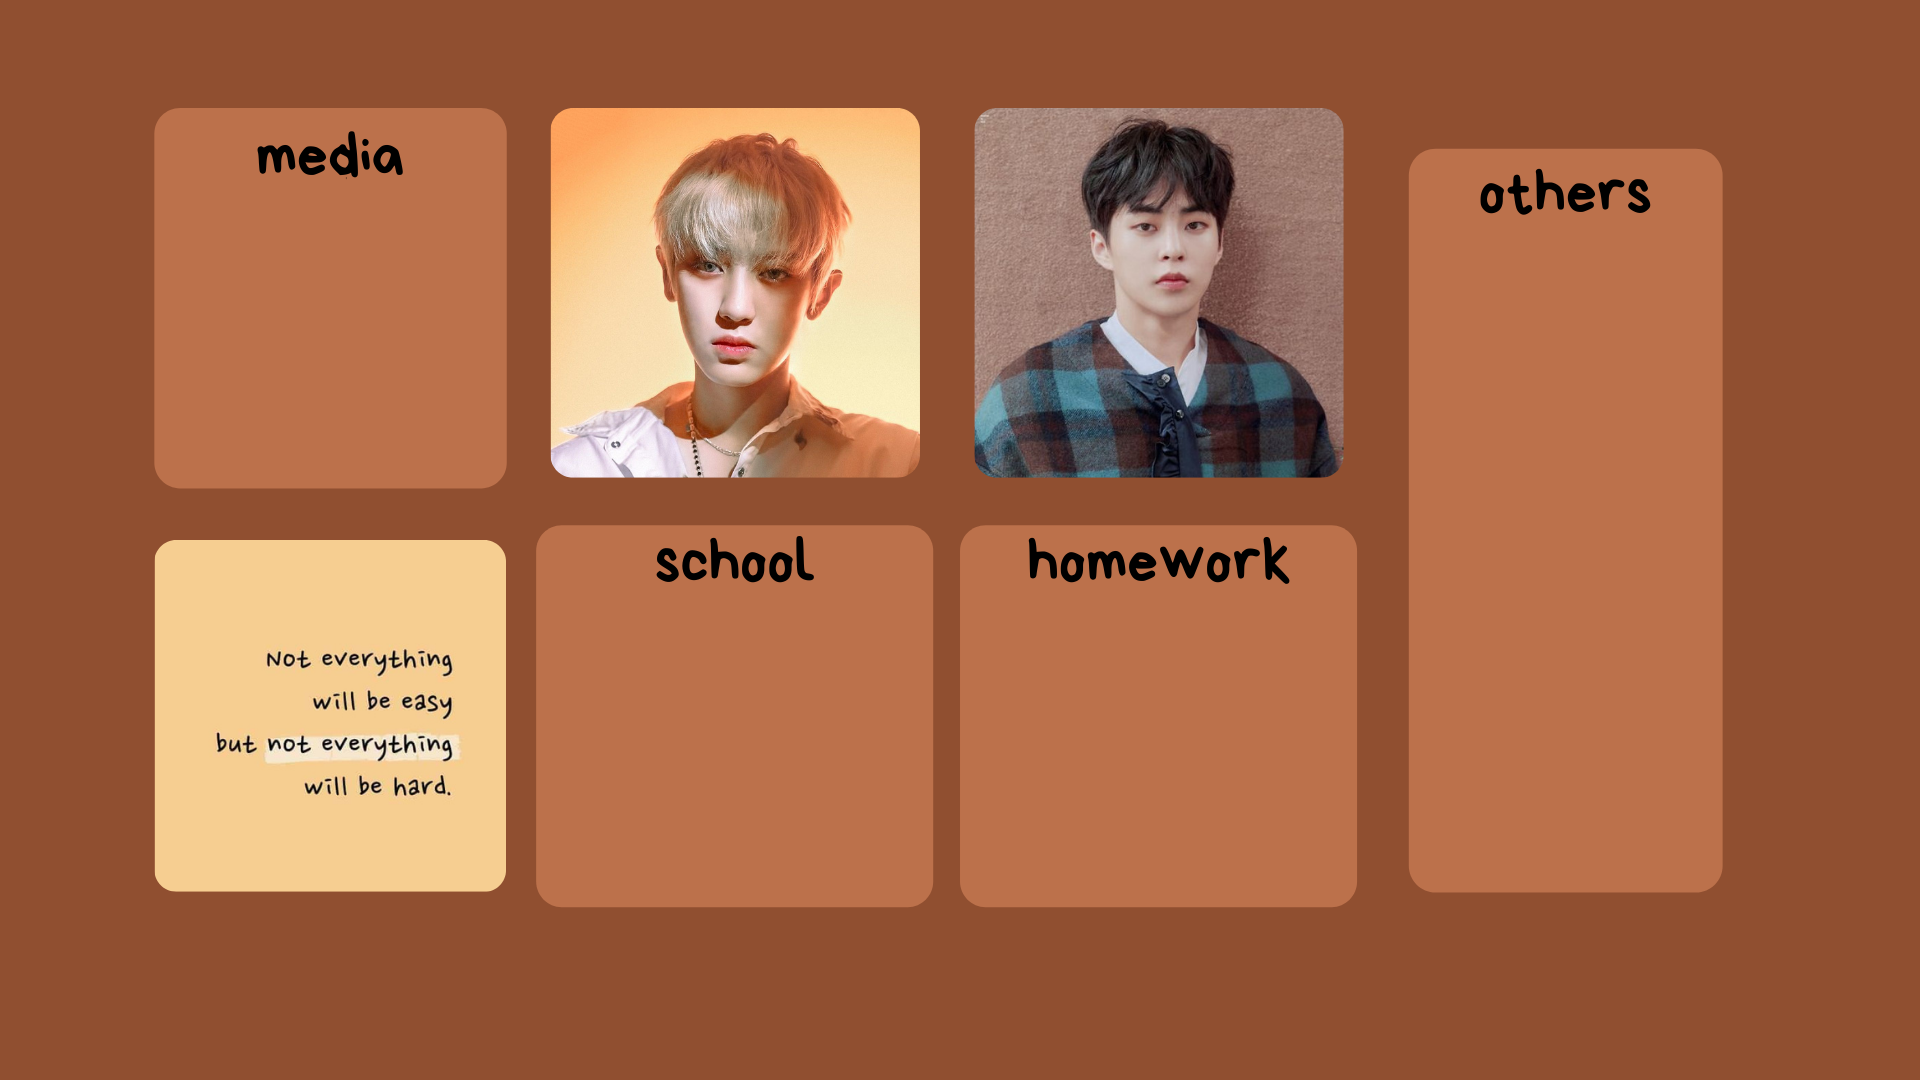 media
others
school
homework
Not everything
will be easy
but not everything
will be hard.